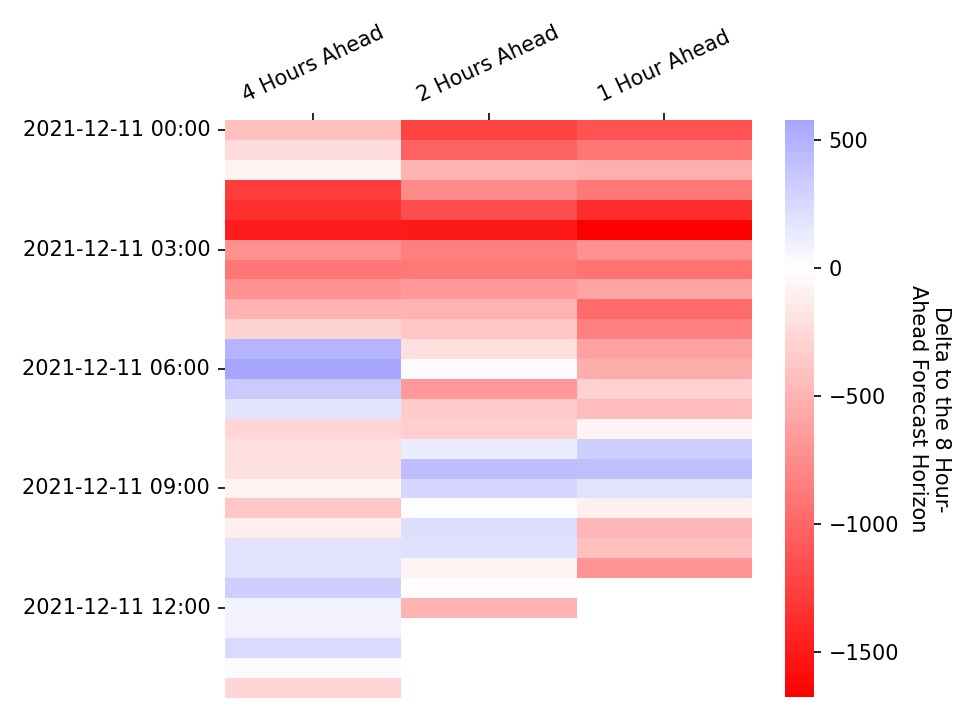 4 Hours Ahead
2 Hours Ahead
1 Hour Ahead
2021-12-11 00:00
2021-12-11 03:00
2021-12-11 06:00
2021-12-11 09:00
2021-12-11 12:00
500
0
−500
−1000
−1500
Delta to the 8 Hour-
Ahead Forecast Horizon